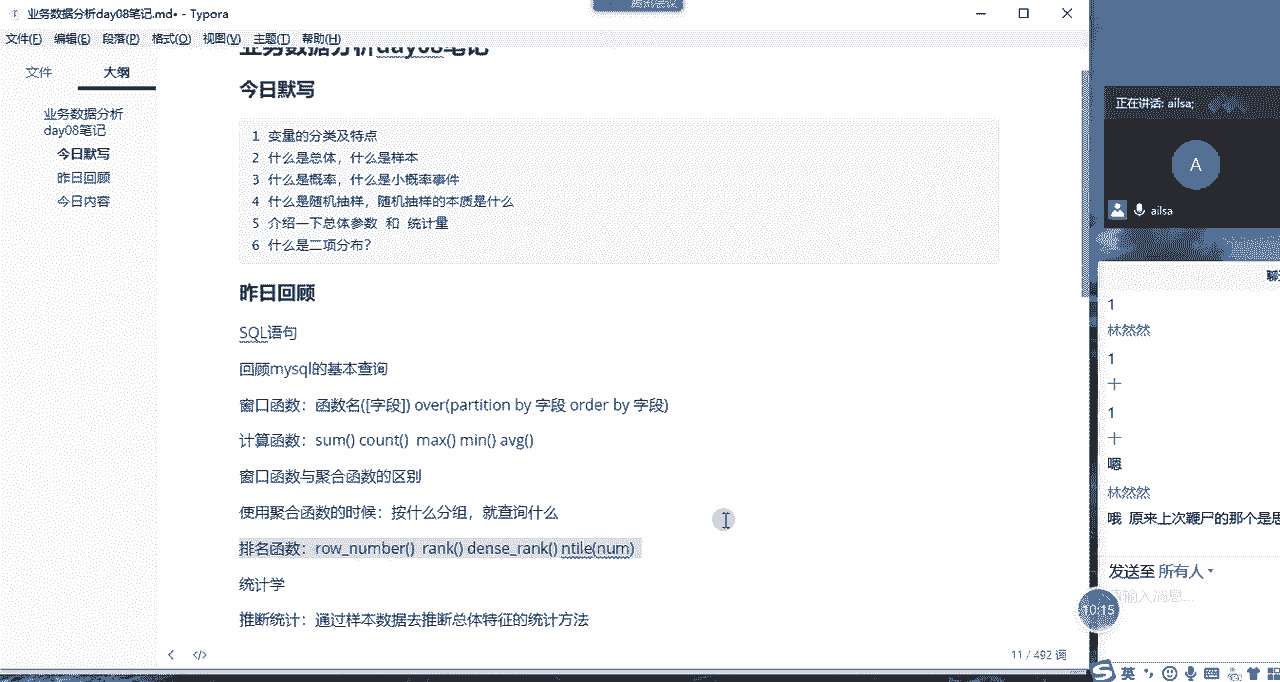 业务数据分析day08笔记.md• - Typora
文件(F) 编辑(E) 段落(P) 格式(O) 视图(V) 主题(T) 帮助(H)
文件 大纲
业务数据分析
day08笔记
今日默写
昨日回顾
今日内容
业务数据分析day08笔记
今日默写
1 变量的分类及特点
2 什么是总体，什么是样本
3 什么是概率，什么是小概率事件
4 什么是随机抽样，随机抽样的本质是什么
5 介绍一下总体参数 和 统计量
6 什么是二项分布?
昨日回顾
SQL语句
回顾mysql的基本查询
窗口函数：函数名([字段]) over(partition by 字段 order by 字段)
计算函数：sum() count() max() min() avg()
窗口函数与聚合函数的区别
使用聚合函数的时候：按什么分组，就查询什么
排名函数：row_number() rank() dense_rank() ntile(num)
统计学
推断统计：通过样本数据去推断总体特征的统计方法
11 / 492 词
正在讲话: ailsa;
A
ailsa
1
林然然
1
十
1
十
嗯
林然然
哦 原来上次鞭尸的那个是
发送至 所有人
请输入消息...
10:15
英